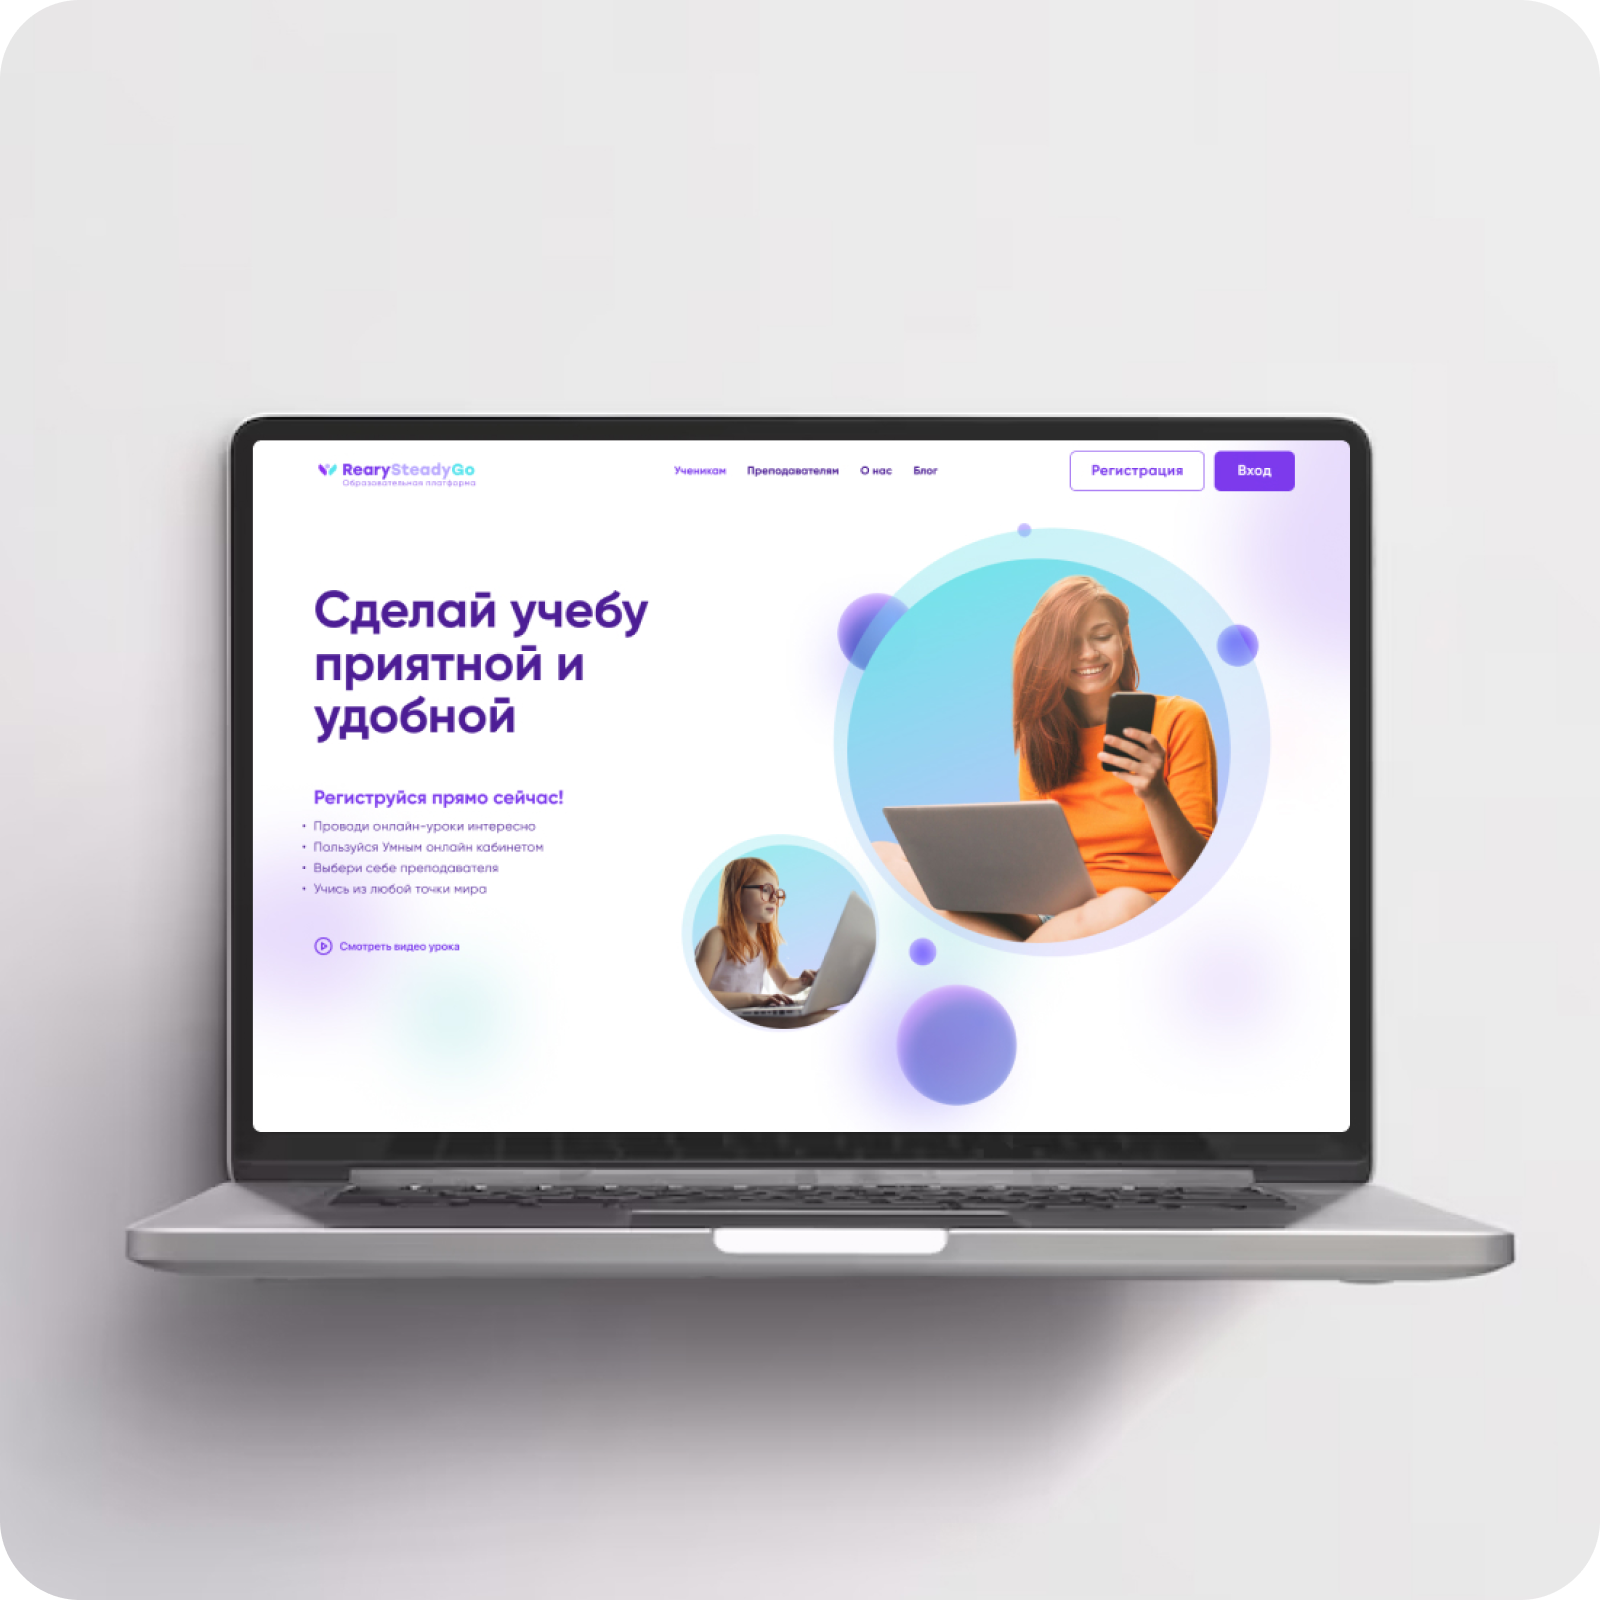 RearySteadyGo
Образовательная платформа
Ученикам Преподавателям О нас Блог
Регистрация Вход
Сделай учебу
приятной и
удобной
Регистрируйся прямо сейчас!
• Проводи онлайн-уроки интересно
• Пользуйся Умным онлайн кабинетом
• Выбери себе преподавателя
• Учись из любой точки мира
Смотреть видео урока